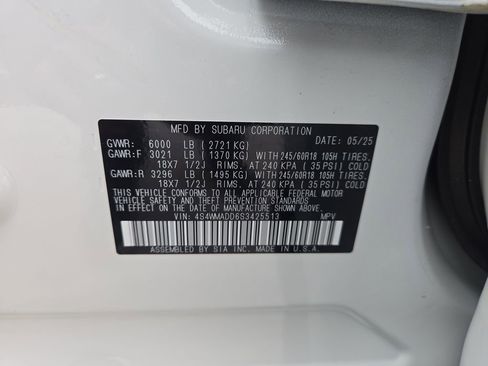 MFD BY SUBARU CORPORATION
DATE: 05/25
GVWR: 6000 LB ( 2721 KG)
GAWR:F 3021 LB ( 1370 KG) WITH 245/60R18 105H TIRES.
18X7 1/2J RIMS. AT 240 KPA ( 35 PSI) COLD
GAWR:R 3296 LB ( 1495 KG) WITH 245/60R18 105H TIRES.
18X7 1/2J RIMS. AT 240 KPA ( 35 PSI) COLD
THIS VEHICLE CONFORMS TO ALL APPLICABLE FEDERAL MOTOR
VEHICLE SAFETY, BUMPER, AND THEFT PREVENTION STANDARDS
IN EFFECT ON THE DATE OF MANUFACTURE SHOWN ABOVE.
VIN: 4S4WMADD6S3425513 MPV
ASSEMBLED BY SIA INC. MADE IN U.S.A.